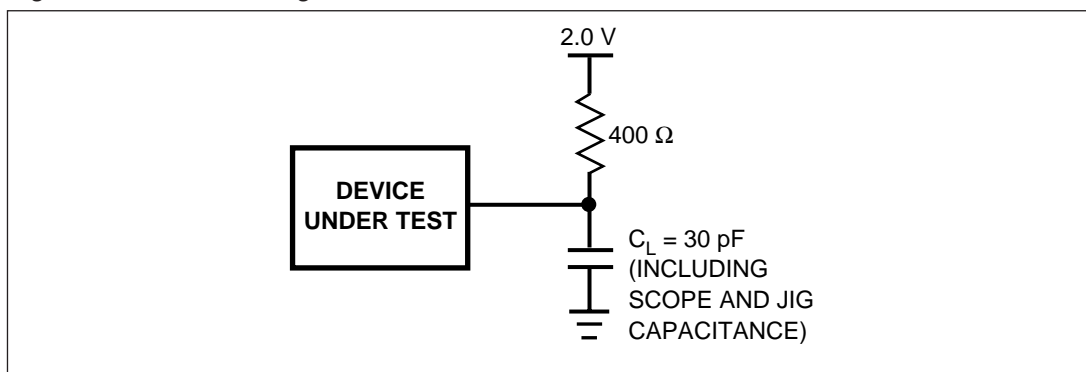 2.0 V
400 Ω
DEVICE
UNDER TEST
C_L = 30 pF
(INCLUDING
SCOPE AND JIG
CAPACITANCE)